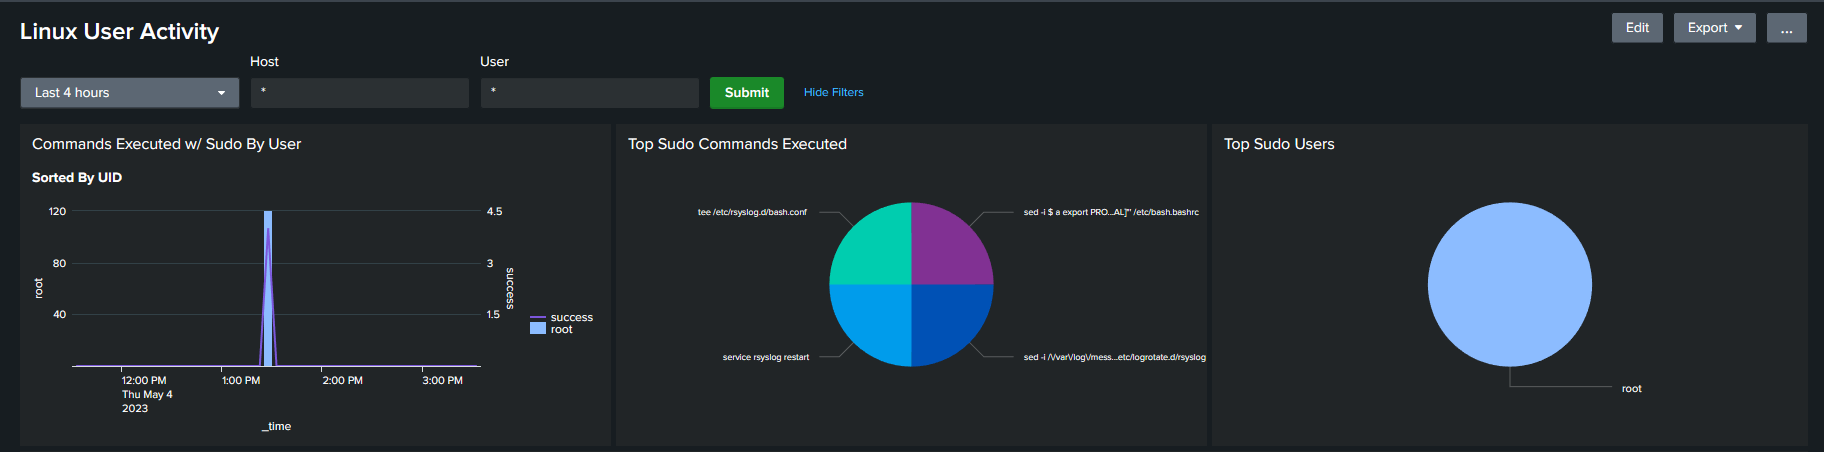 Linux User Activity
Edit
Export
...
Host
User
Last 4 hours
*
*
Submit
Hide Filters
Commands Executed w/ Sudo By User
Sorted By UID
120
80
40
root
4.5
3
1.5
success
success
root
12:00 PM
Thu May 4
2023
1:00 PM
2:00 PM
3:00 PM
_time
Top Sudo Commands Executed
tee /etc/rsyslog.d/bash.conf
sed -i $ a export PRO...AL]"' /etc/bash.bashrc
service rsyslog restart
sed -i /\/var\/log\/mess...etc/logrotate.d/rsyslog
Top Sudo Users
root